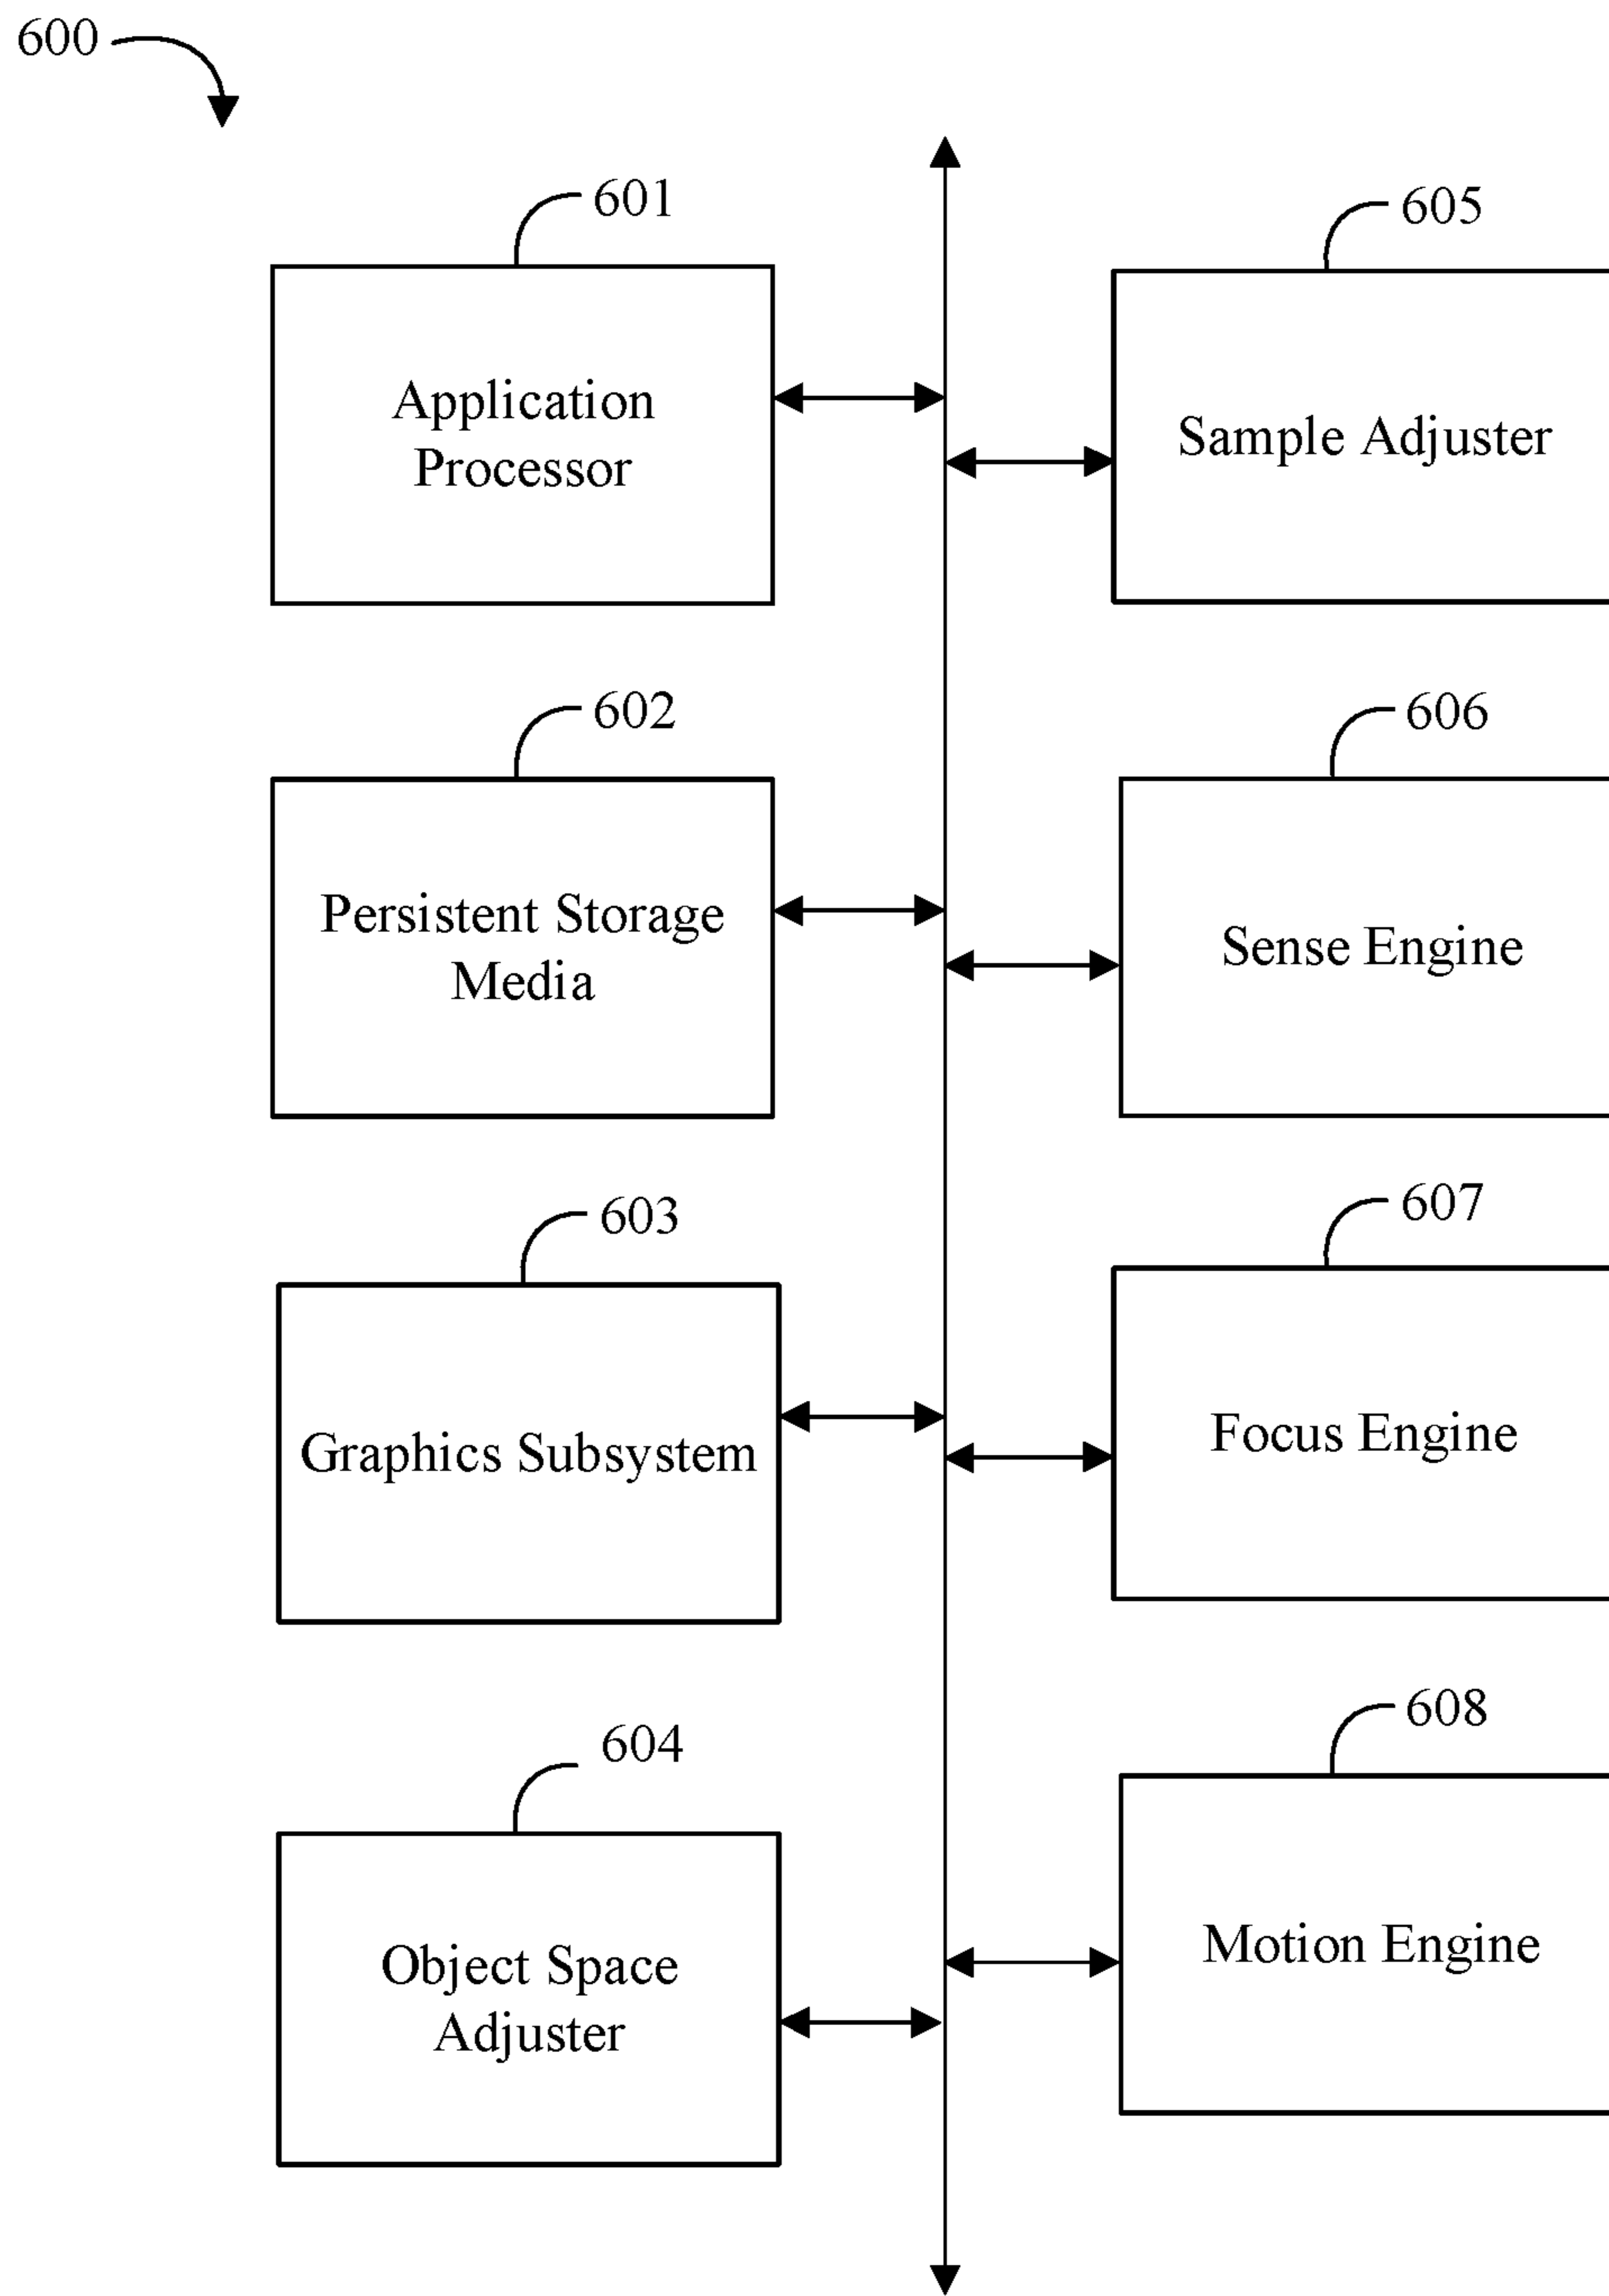 600
601
Application
Processor
602
Persistent Storage
Media
603
Graphics Subsystem
604
Object Space
Adjuster
605
Sample Adjuster
606
Sense Engine
607
Focus Engine
608
Motion Engine